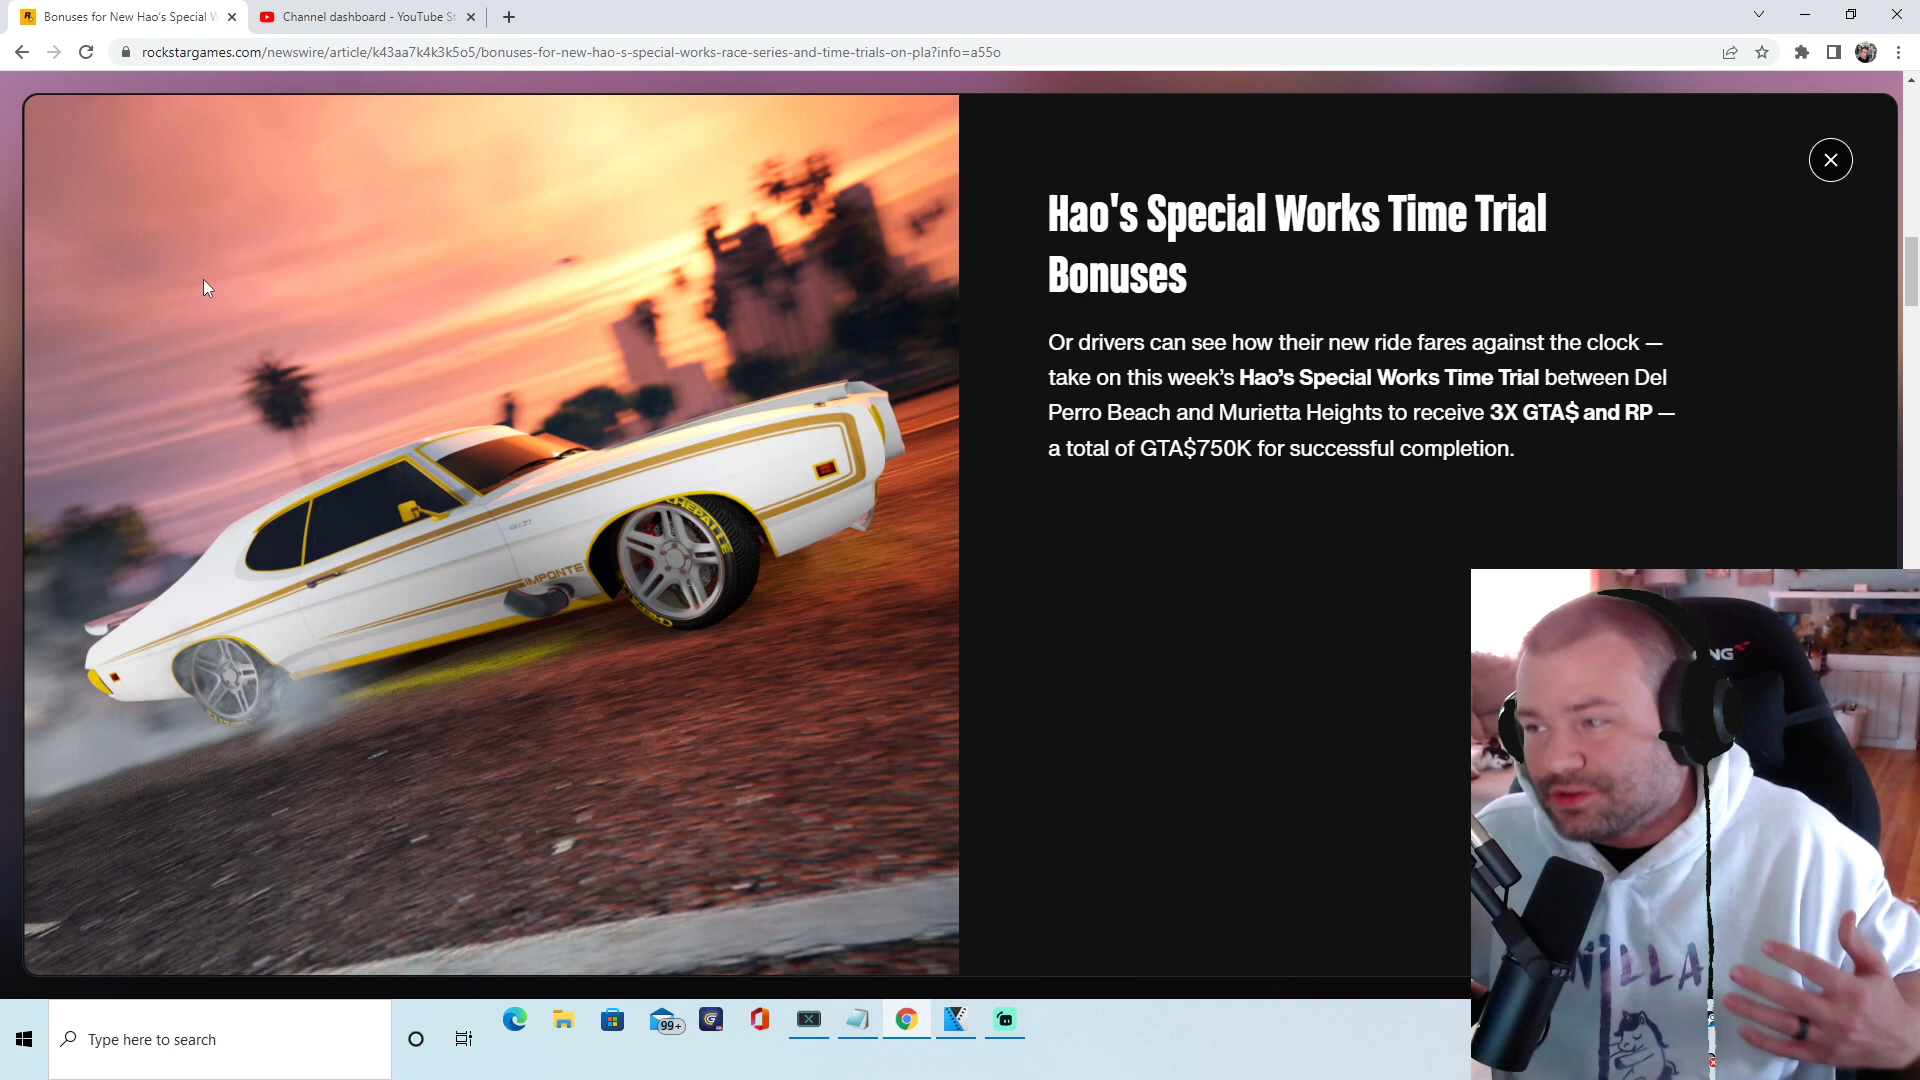 Bonuses for New Hao's Special W
Channel dashboard - YouTube St
rockstargames.com/newswire/article/k43aa7k4k3k5o5/bonuses-for-new-hao-s-special-works-race-series-and-time-trials-on-pla?info=a55o
Hao's Special Works Time Trial
Bonuses
Or drivers can see how their new ride fares against the clock —
take on this week's Hao's Special Works Time Trial between Del
Perro Beach and Murietta Heights to receive 3X GTA$ and RP —
a total of GTA$750K for successful completion.
CHEPALLE
IMPONTE
NG
ILLA
Type here to search
99+